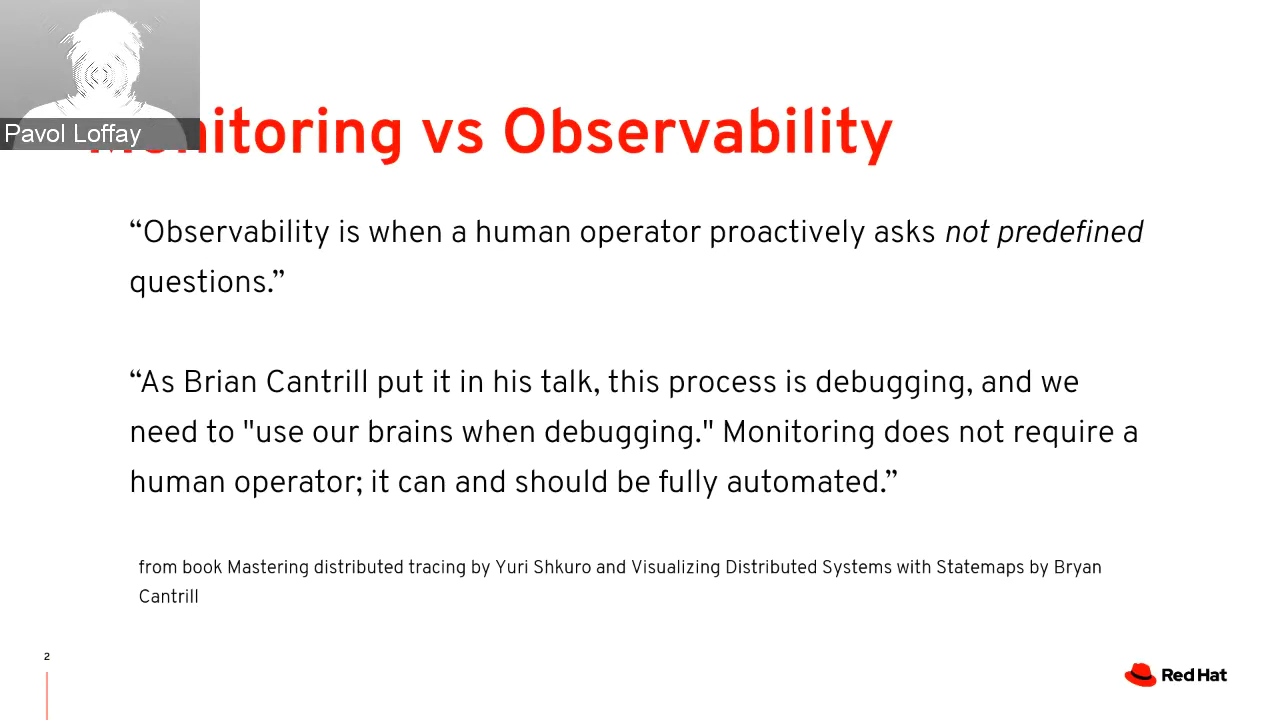 Pavol Loffay
Monitoring vs Observability
“Observability is when a human operator proactively asks not predefined
questions.”
“As Brian Cantrill put it in his talk, this process is debugging, and we
need to "use our brains when debugging." Monitoring does not require a
human operator; it can and should be fully automated.”
from book Mastering distributed tracing by Yuri Shkuro and Visualizing Distributed Systems with Statemaps by Bryan
Cantrill
2
Red Hat